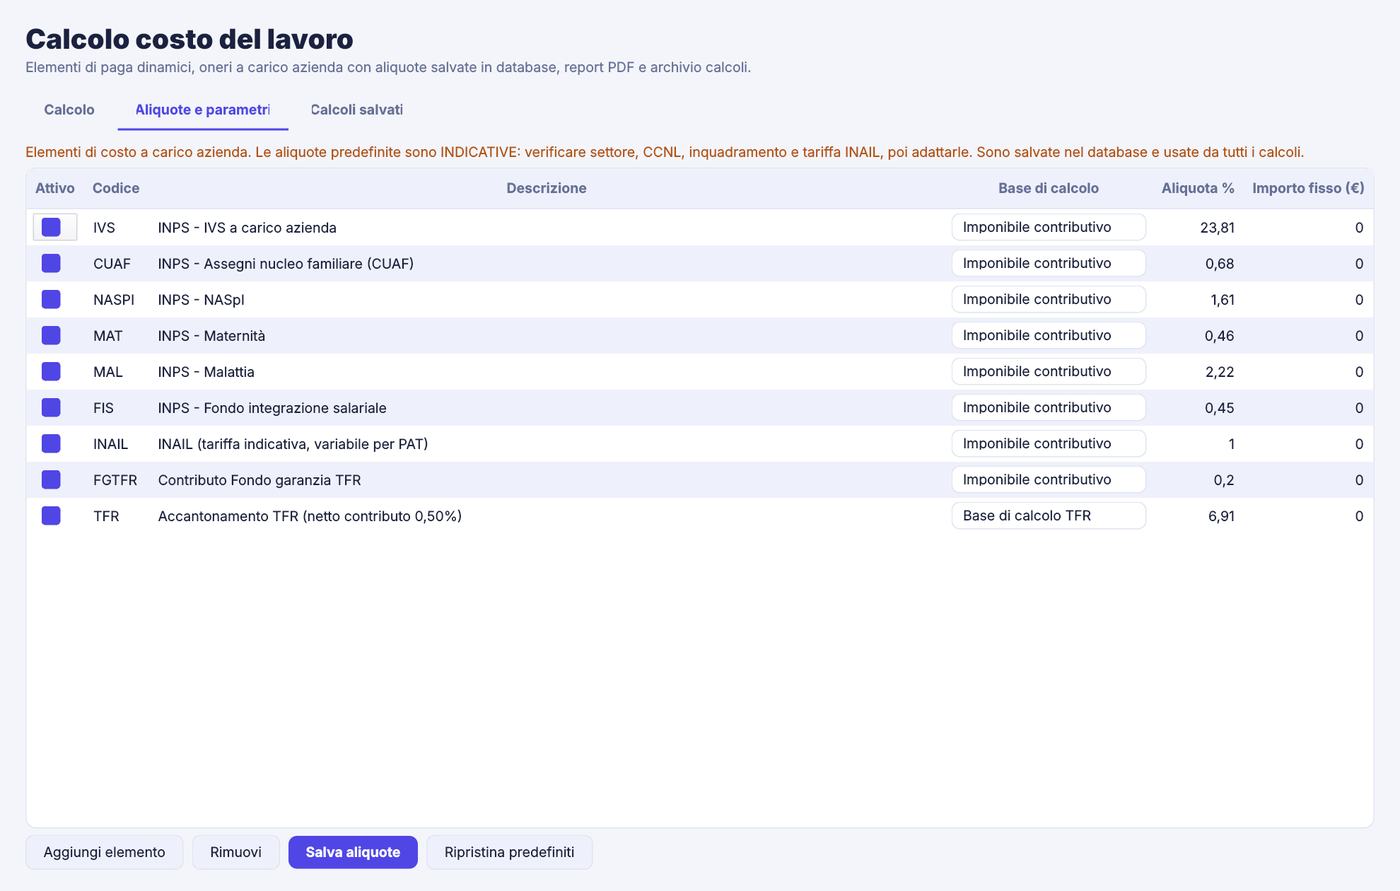 Calcolo costo del lavoro
Elementi di paga dinamici, oneri a carico azienda con aliquote salvate in database, report PDF e archivio calcoli.
Calcolo Aliquote e parametri Calcoli salvati
Elementi di costo a carico azienda. Le aliquote predefinite sono INDICATIVE: verificare settore, CCNL, inquadramento e tariffa INAIL, poi adattarle. Sono salvate nel database e usate da tutti i calcoli.
Attivo Codice Descrizione Base di calcolo Aliquota % Importo fisso (€)
IVS INPS - IVS a carico azienda Imponibile contributivo 23,81 0
CUAF INPS - Assegni nucleo familiare (CUAF) Imponibile contributivo 0,68 0
NASPI INPS - NASpI Imponibile contributivo 1,61 0
MAT INPS - Maternità Imponibile contributivo 0,46 0
MAL INPS - Malattia Imponibile contributivo 2,22 0
FIS INPS - Fondo integrazione salariale Imponibile contributivo 0,45 0
INAIL INAIL (tariffa indicativa, variabile per PAT) Imponibile contributivo 1 0
FGTFR Contributo Fondo garanzia TFR Imponibile contributivo 0,2 0
TFR Accantonamento TFR (netto contributo 0,50%) Base di calcolo TFR 6,91 0
Aggiungi elemento Rimuovi Salva aliquote Ripristina predefiniti